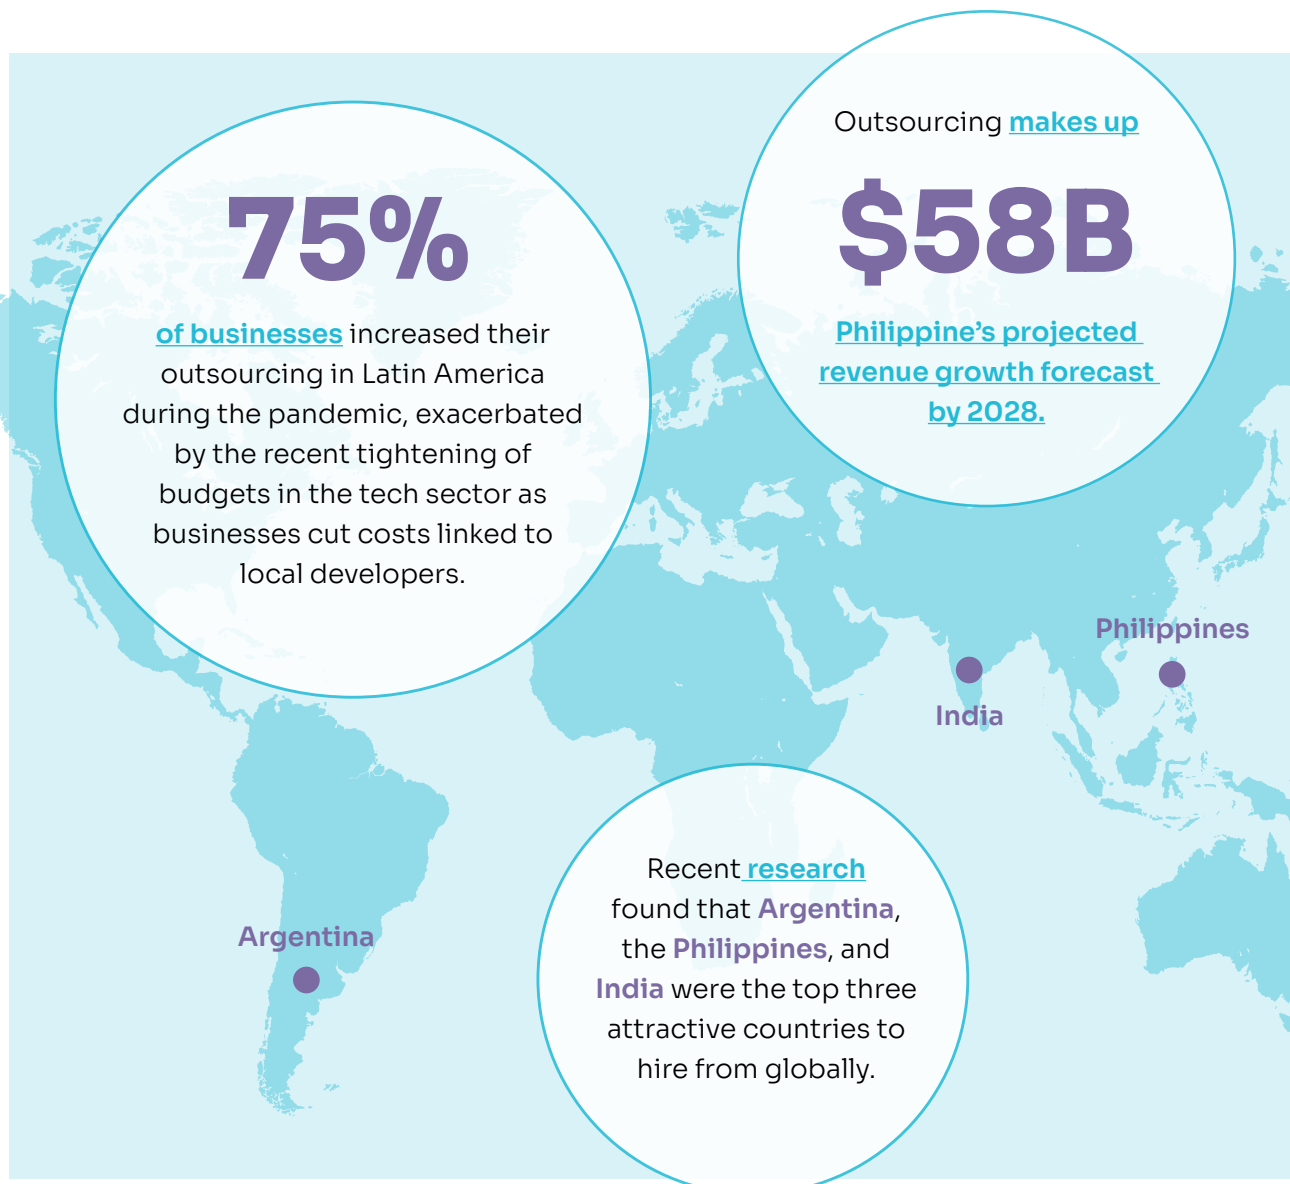 75%
of businesses increased their
outsourcing in Latin America
during the pandemic, exacerbated
by the recent tightening of
budgets in the tech sector as
businesses cut costs linked to
local developers.
Outsourcing makes up
$58B
Philippine’s projected
revenue growth forecast
by 2028.
Philippines
India
Argentina
Recent research
found that Argentina,
the Philippines, and
India were the top three
attractive countries to
hire from globally.